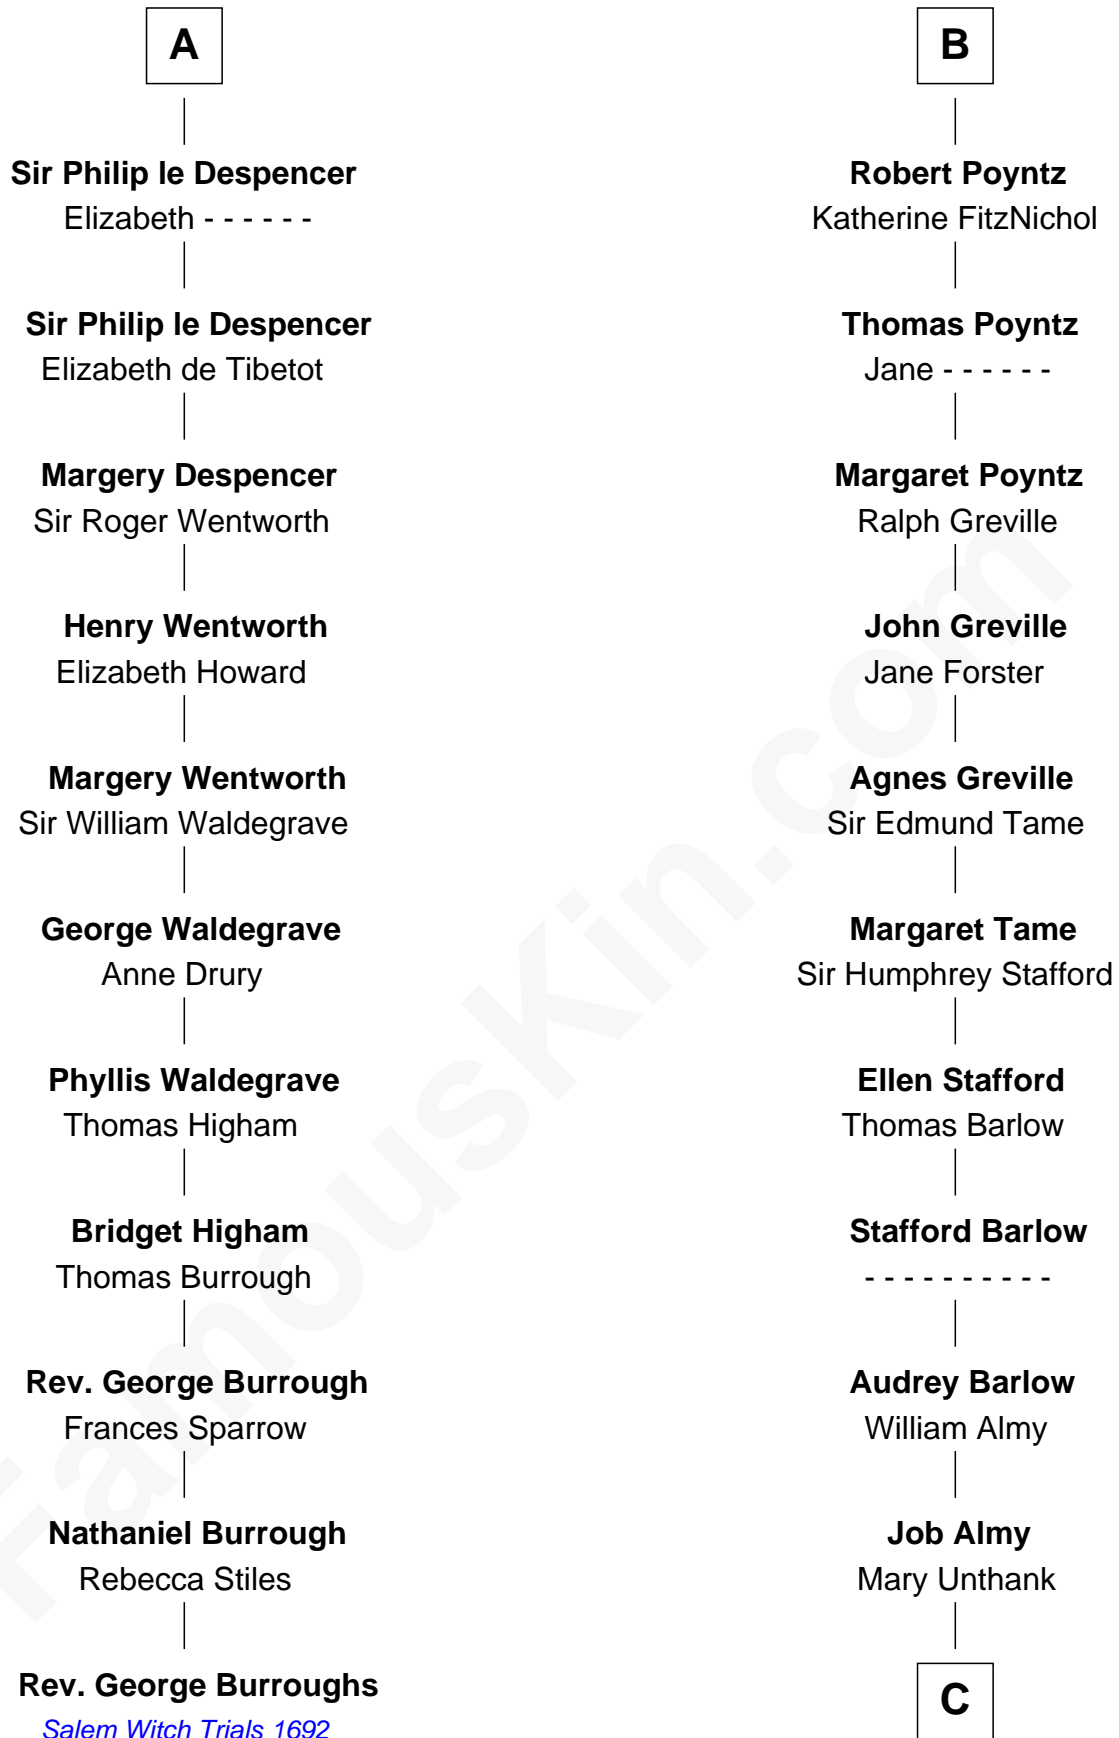 A
Sir Philip le Despencer
Elizabeth - - - - - -
Sir Philip le Despencer
Elizabeth de Tibetot
Margery Despencer
Sir Roger Wentworth
Henry Wentworth
Elizabeth Howard
Margery Wentworth
Sir William Waldegrave
George Waldegrave
Anne Drury
Phyllis Waldegrave
Thomas Higham
Bridget Higham
Thomas Burrough
Rev. George Burrough
Frances Sparrow
Nathaniel Burrough
Rebecca Stiles
Rev. George Burroughs
Salem Witch Trials 1692
B
Robert Poyntz
Katherine FitzNichol
Thomas Poyntz
Jane - - - - - -
Margaret Poyntz
Ralph Greville
John Greville
Jane Forster
Agnes Greville
Sir Edmund Tame
Margaret Tame
Sir Humphrey Stafford
Ellen Stafford
Thomas Barlow
Stafford Barlow
- - - - - - - - - -
Audrey Barlow
William Almy
Job Almy
Mary Unthank
C
FamousKin.com